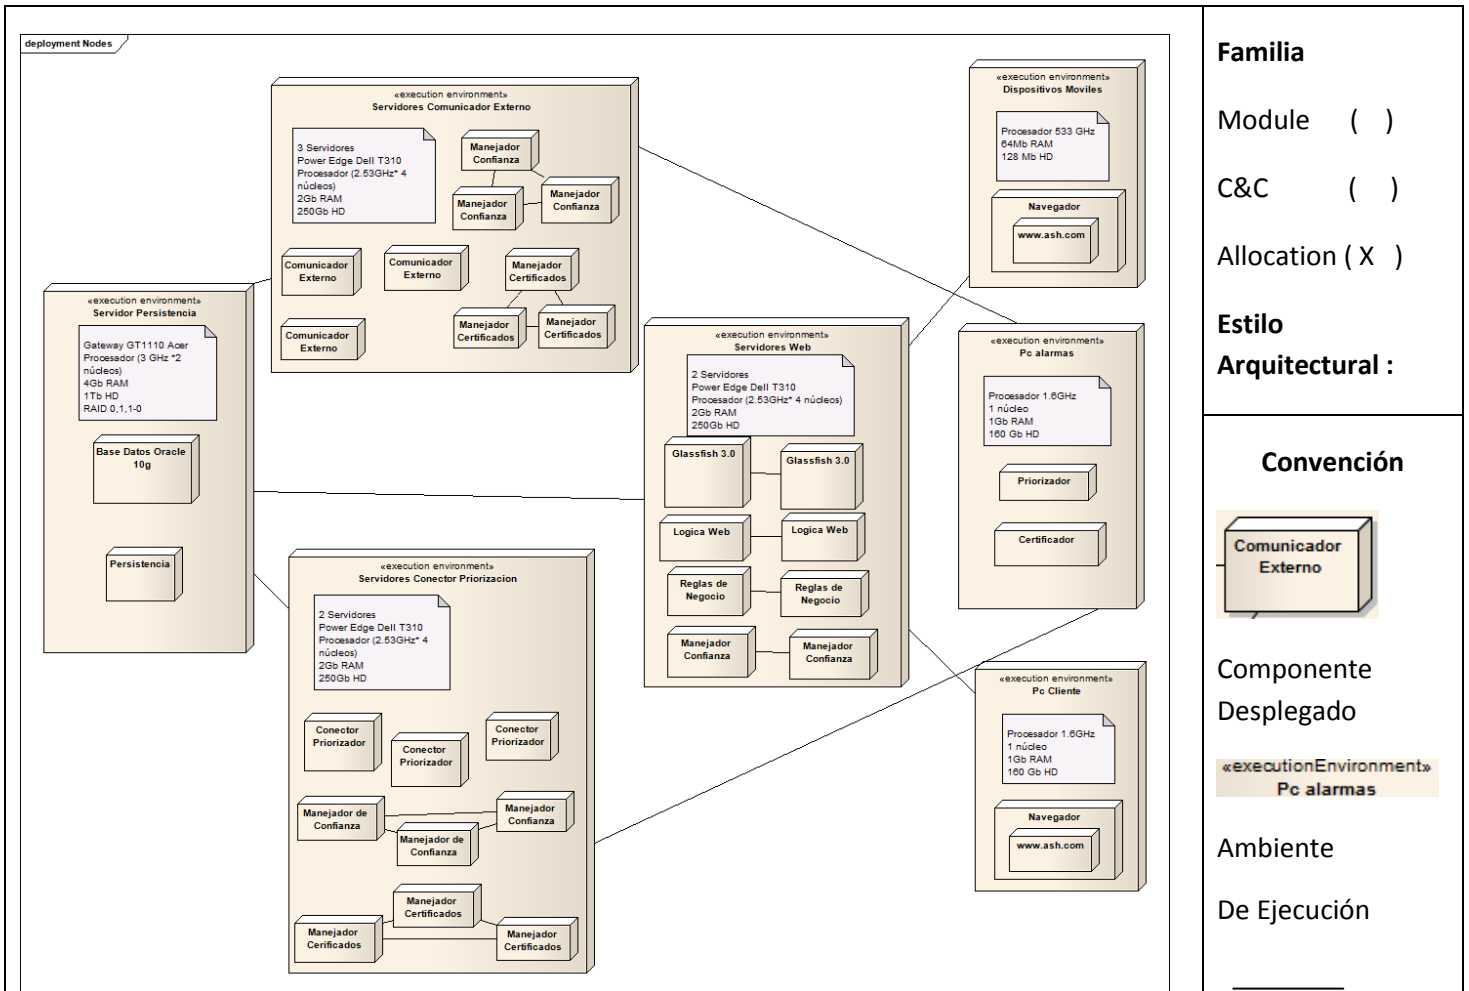 deployment Nodes
«execution environment»
Servidores Comunicador Externo
3 Servidores
Power Edge Dell T310
Procesador (2.53GHz* 4
núcleos)
2Gb RAM
250Gb HD
Manejador
Confianza
Manejador
Confianza
Manejador
Confianza
Comunicador
Externo
Comunicador
Externo
Manejador
Certificados
Comunicador
Externo
Manejador
Certificados
Manejador
Certificados
«execution environment»
Servidor Persistencia
Gateway GT1110 Acer
Procesador (3 GHz *2
núcleos)
4Gb RAM
1Tb HD
RAID 0,1,1-0
Base Datos Oracle
10g
Persistencia
«execution environment»
Servidores Conector Priorizacion
2 Servidores
Power Edge Dell T310
Procesador (2.53GHz* 4
núcleos)
2Gb RAM
250Gb HD
Conector
Priorizador
Conector
Priorizador
Conector
Priorizador
Manejador de
Confianza
Manejador de
Confianza
Manejador
Confianza
Manejador
Certificados
Manejador
Cerificados
Manejador
Certificados
«execution environment»
Servidores Web
2 Servidores
Power Edge Dell T310
Procesador (2.53GHz* 4 núcleos)
2Gb RAM
250Gb HD
Glassfish 3.0
Glassfish 3.0
Logica Web
Logica Web
Reglas de
Negocio
Reglas de
Negocio
Manejador
Confianza
Manejador
Confianza
«execution environment»
Dispositivos Moviles
Procesador 533 GHz
64Mb RAM
128 Mb HD
Navegador
www.ash.com
«execution environment»
Pc alarmas
Procesador 1.6GHz
1 núcleo
1Gb RAM
160 Gb HD
Priorizador
Certificador
«execution environment»
Pc Cliente
Procesador 1.6GHz
1 núcleo
1Gb RAM
160 Gb HD
Navegador
www.ash.com
Familia
Module ( )
C&C ( )
Allocation ( X )
Estilo
Arquitectural :
Convención
Comunicador
Externo
Componente
Desplegado
«executionEnvironment»
Pc alarmas
Ambiente
De Ejecución